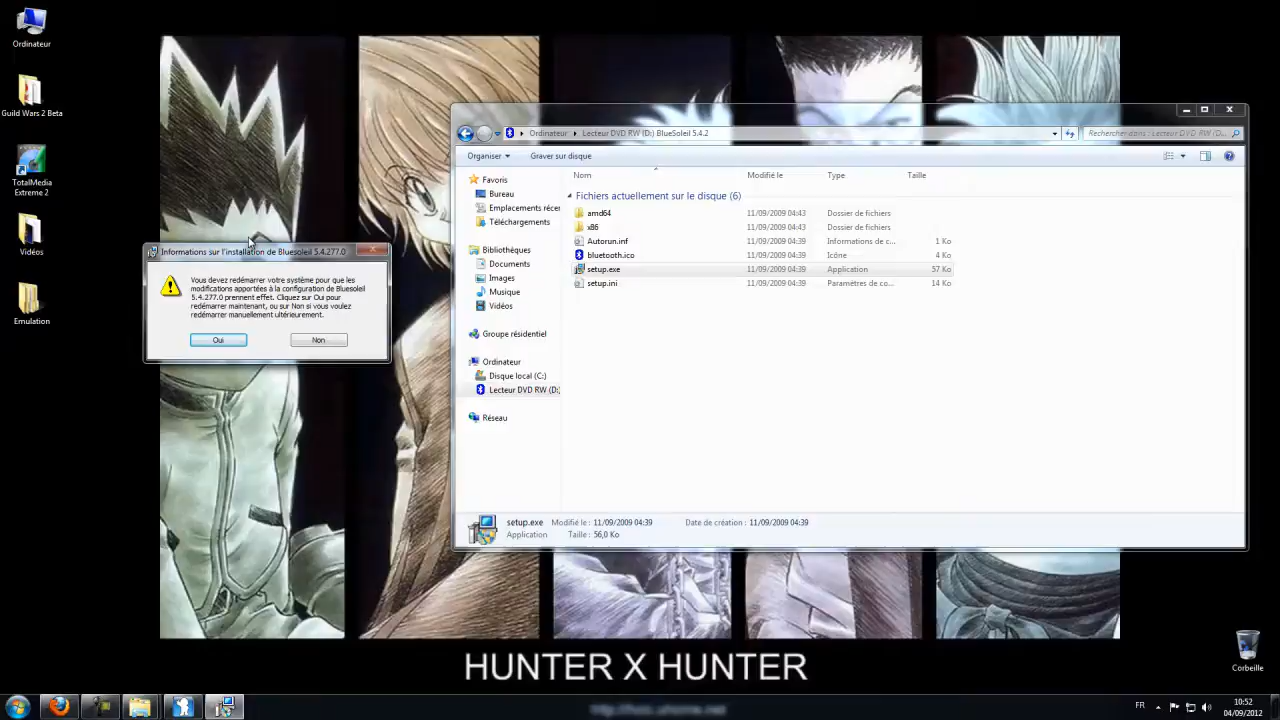 Ordinateur
Guild Wars 2 Beta
TotalMedia
Extreme 2
Vidéos
Emulation
Informations sur l'installation de Bluesoleil 5.4.277.0
Vous devez redémarrer votre système pour que les
modifications apportées à la configuration de Bluesoleil
5.4.277.0 prennent effet. Cliquez sur Oui pour
redémarrer maintenant, ou sur Non si vous voulez
redémarrer manuellement ultérieurement.
Oui Non
Ordinateur Lecteur DVD RW (D:) BlueSoleil 5.4.2
Rechercher dans : Lecteur DVD RW (D...
Organiser Graver sur disque
Nom Modifié le Type Taille
Fichiers actuellement sur le disque (6)
amd64 11/09/2009 04:43 Dossier de fichiers
x86 11/09/2009 04:43 Dossier de fichiers
Autorun.inf 11/09/2009 04:39 Informations de c... 1 Ko
bluetooth.ico 11/09/2009 04:39 Icône 4 Ko
setup.exe 11/09/2009 04:39 Application 57 Ko
setup.ini 11/09/2009 04:39 Paramètres de co... 14 Ko
Favoris
Bureau
Emplacements réce
Téléchargements
Bibliothèques
Documents
Images
Musique
Vidéos
Groupe résidentiel
Ordinateur
Disque local (C:)
Lecteur DVD RW (D:)
Réseau
setup.exe Modifié le : 11/09/2009 04:39 Date de création : 11/09/2009 04:39
Application Taille : 56,0 Ko
HUNTER X HUNTER
Corbeille
FR
10:52
04/09/2012